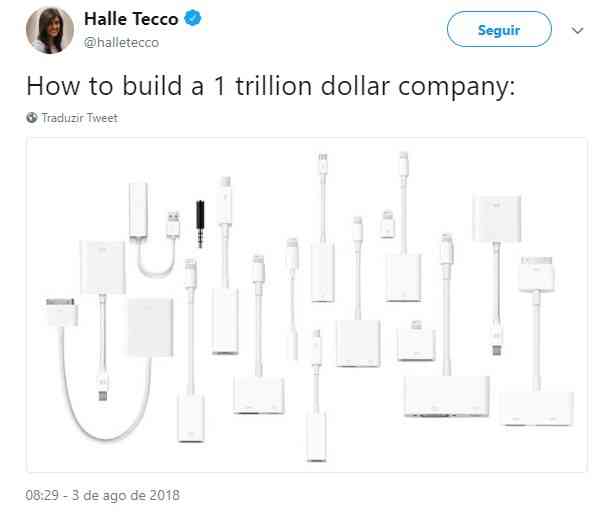 Halle Tecco
@halletecco
Seguir
How to build a 1 trillion dollar company:
Traduzir Tweet
08:29 - 3 de ago de 2018